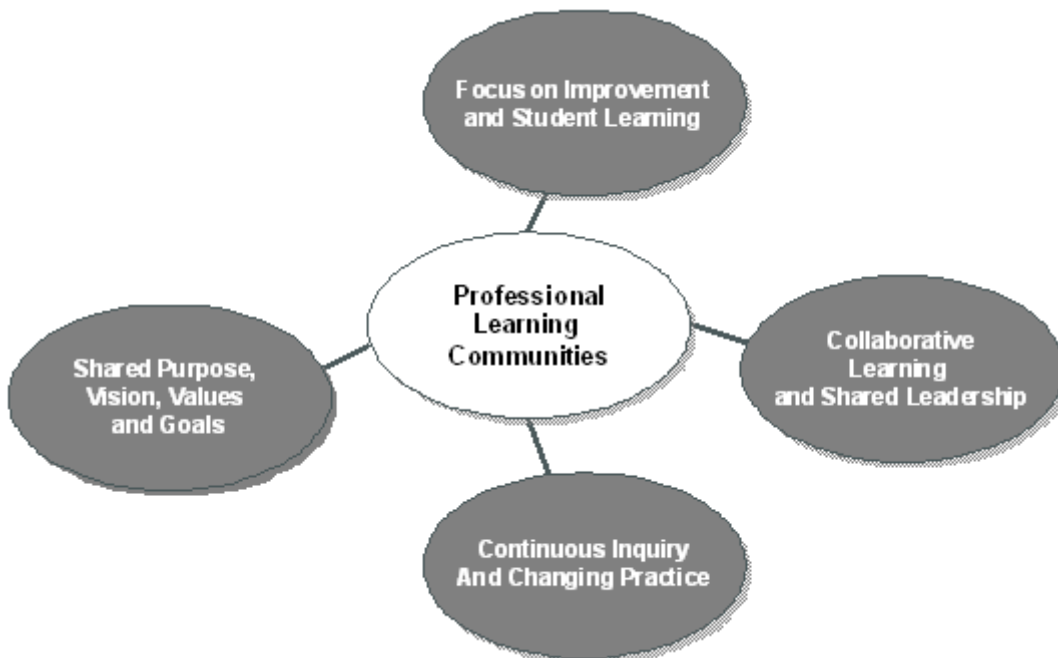 Focus on Improvement
and Student Learning
Professional
Learning
Communities
Collaborative
Learning
and Shared Leadership
Shared Purpose,
Vision, Values
and Goals
Continuous Inquiry
And Changing Practice